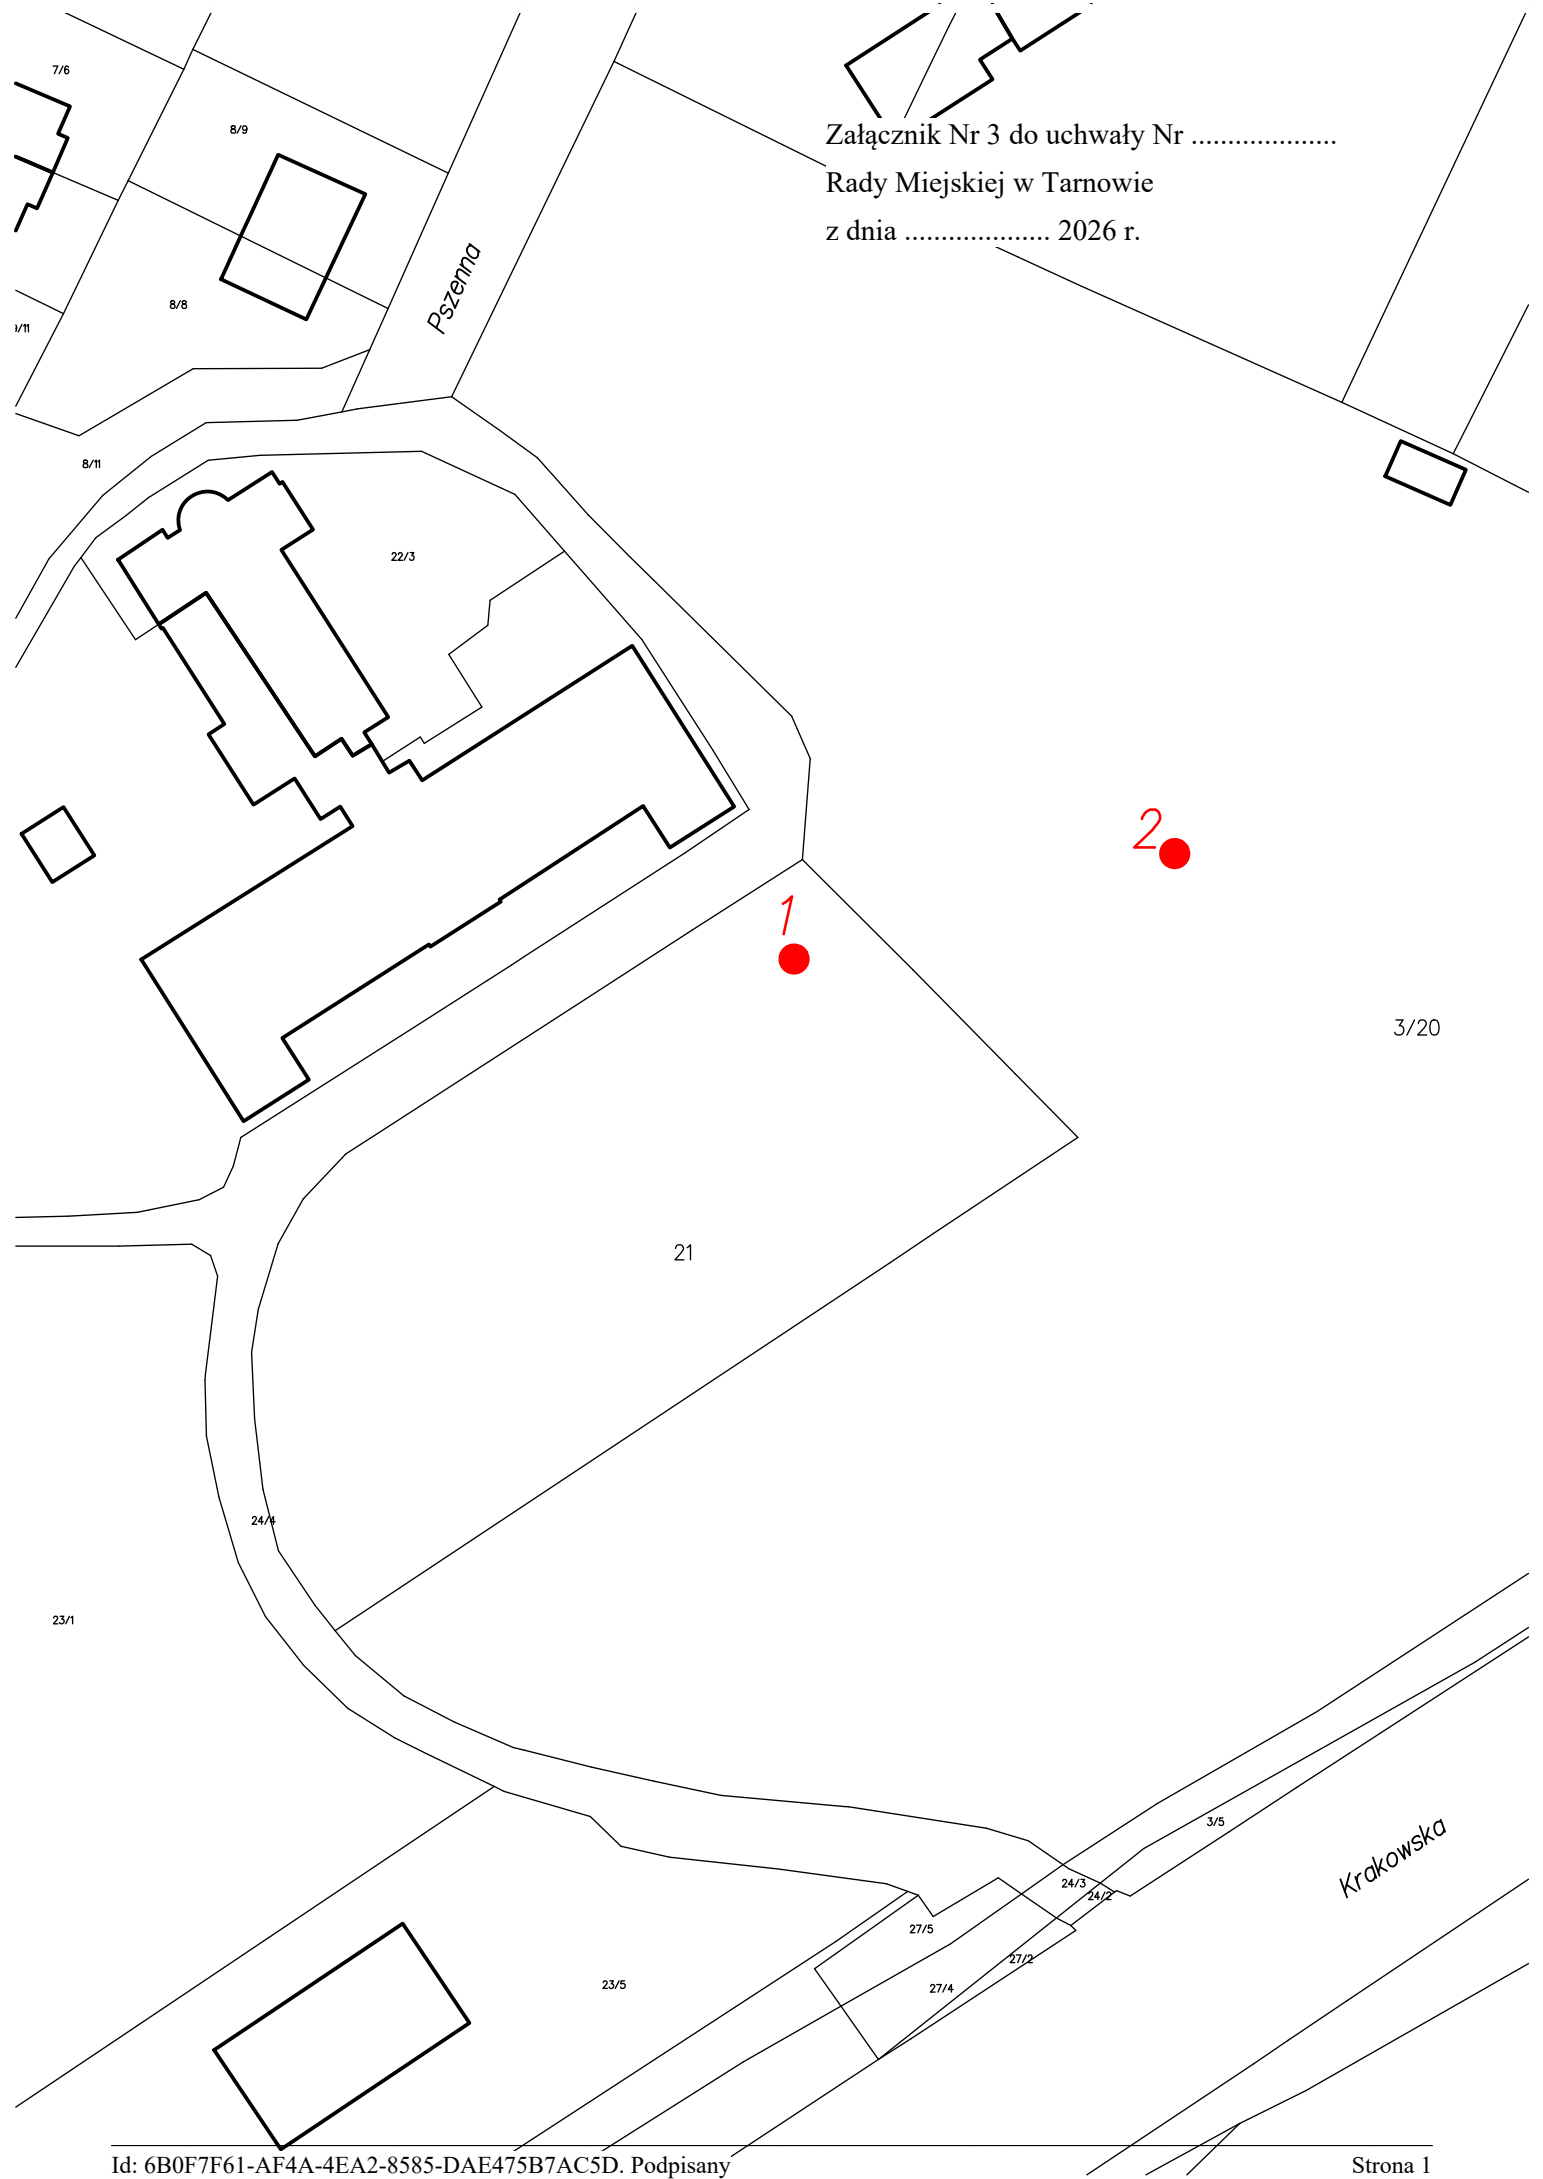 7/6
8/9
Załącznik Nr 3 do uchwały Nr ....................
Rady Miejskiej w Tarnowie
z dnia .................... 2026 r.
Pszenna
8/8
/11
8/11
22/3
2
1
3/20
21
24/4
23/1
3/5
Krakowska
24/3
24/2
27/5
27/2
23/5
27/4
Id: 6B0F7F61-AF4A-4EA2-8585-DAE475B7AC5D. Podpisany
Strona 1